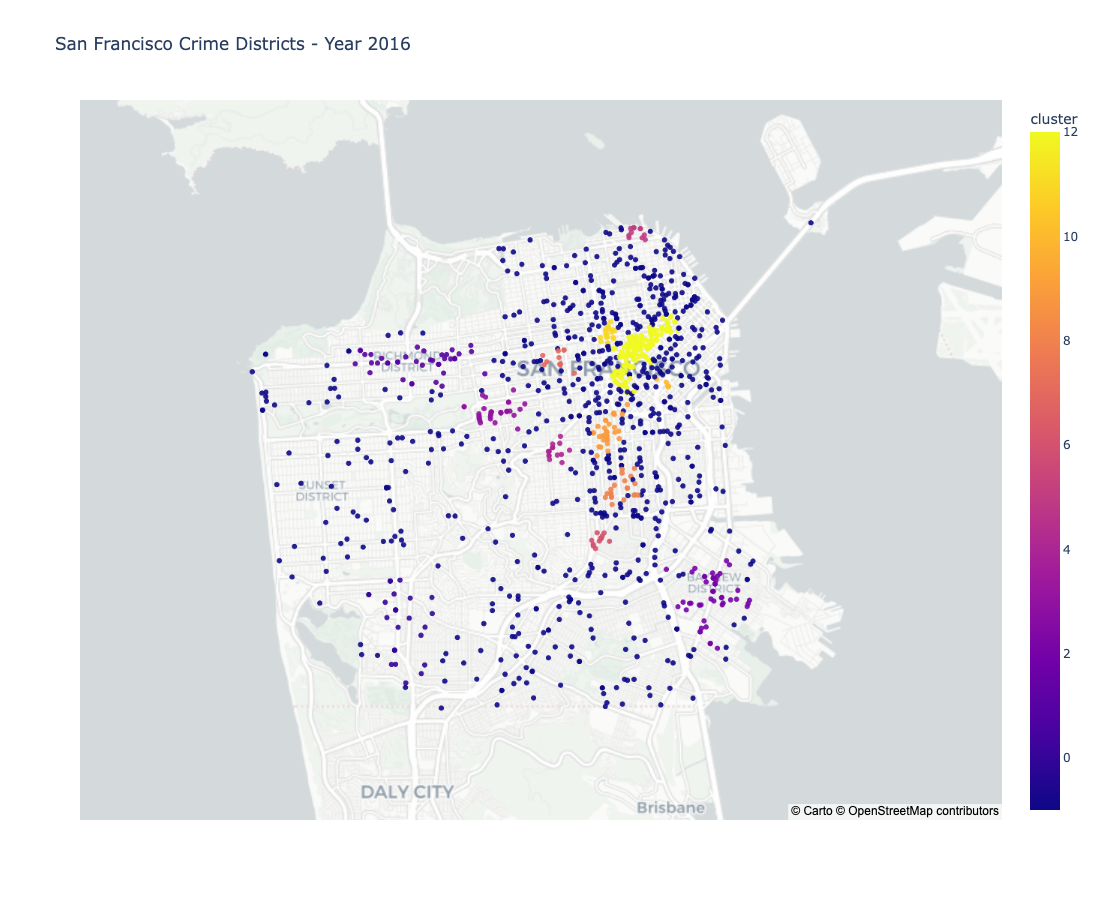 San Francisco Crime Districts - Year 2016
cluster
12
10
8
6
4
2
0
RICHMOND
DISTRICT
SAN FRANCISCO
SUNSET
DISTRICT
BAYVIEW
DISTRICT
DALY CITY
Brisbane
© Carto © OpenStreetMap contributors